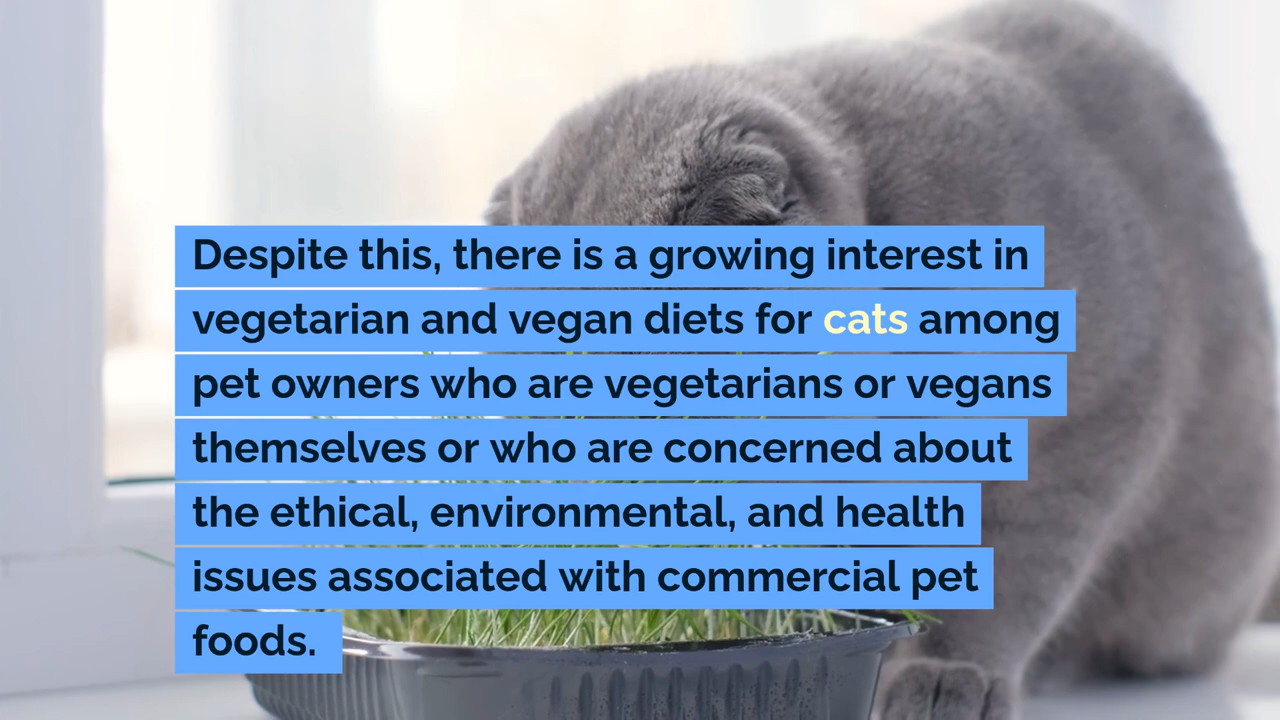 Despite this, there is a growing interest in
vegetarian and vegan diets for cats among
pet owners who are vegetarians or vegans
themselves or who are concerned about
the ethical, environmental, and health
issues associated with commercial pet
foods.